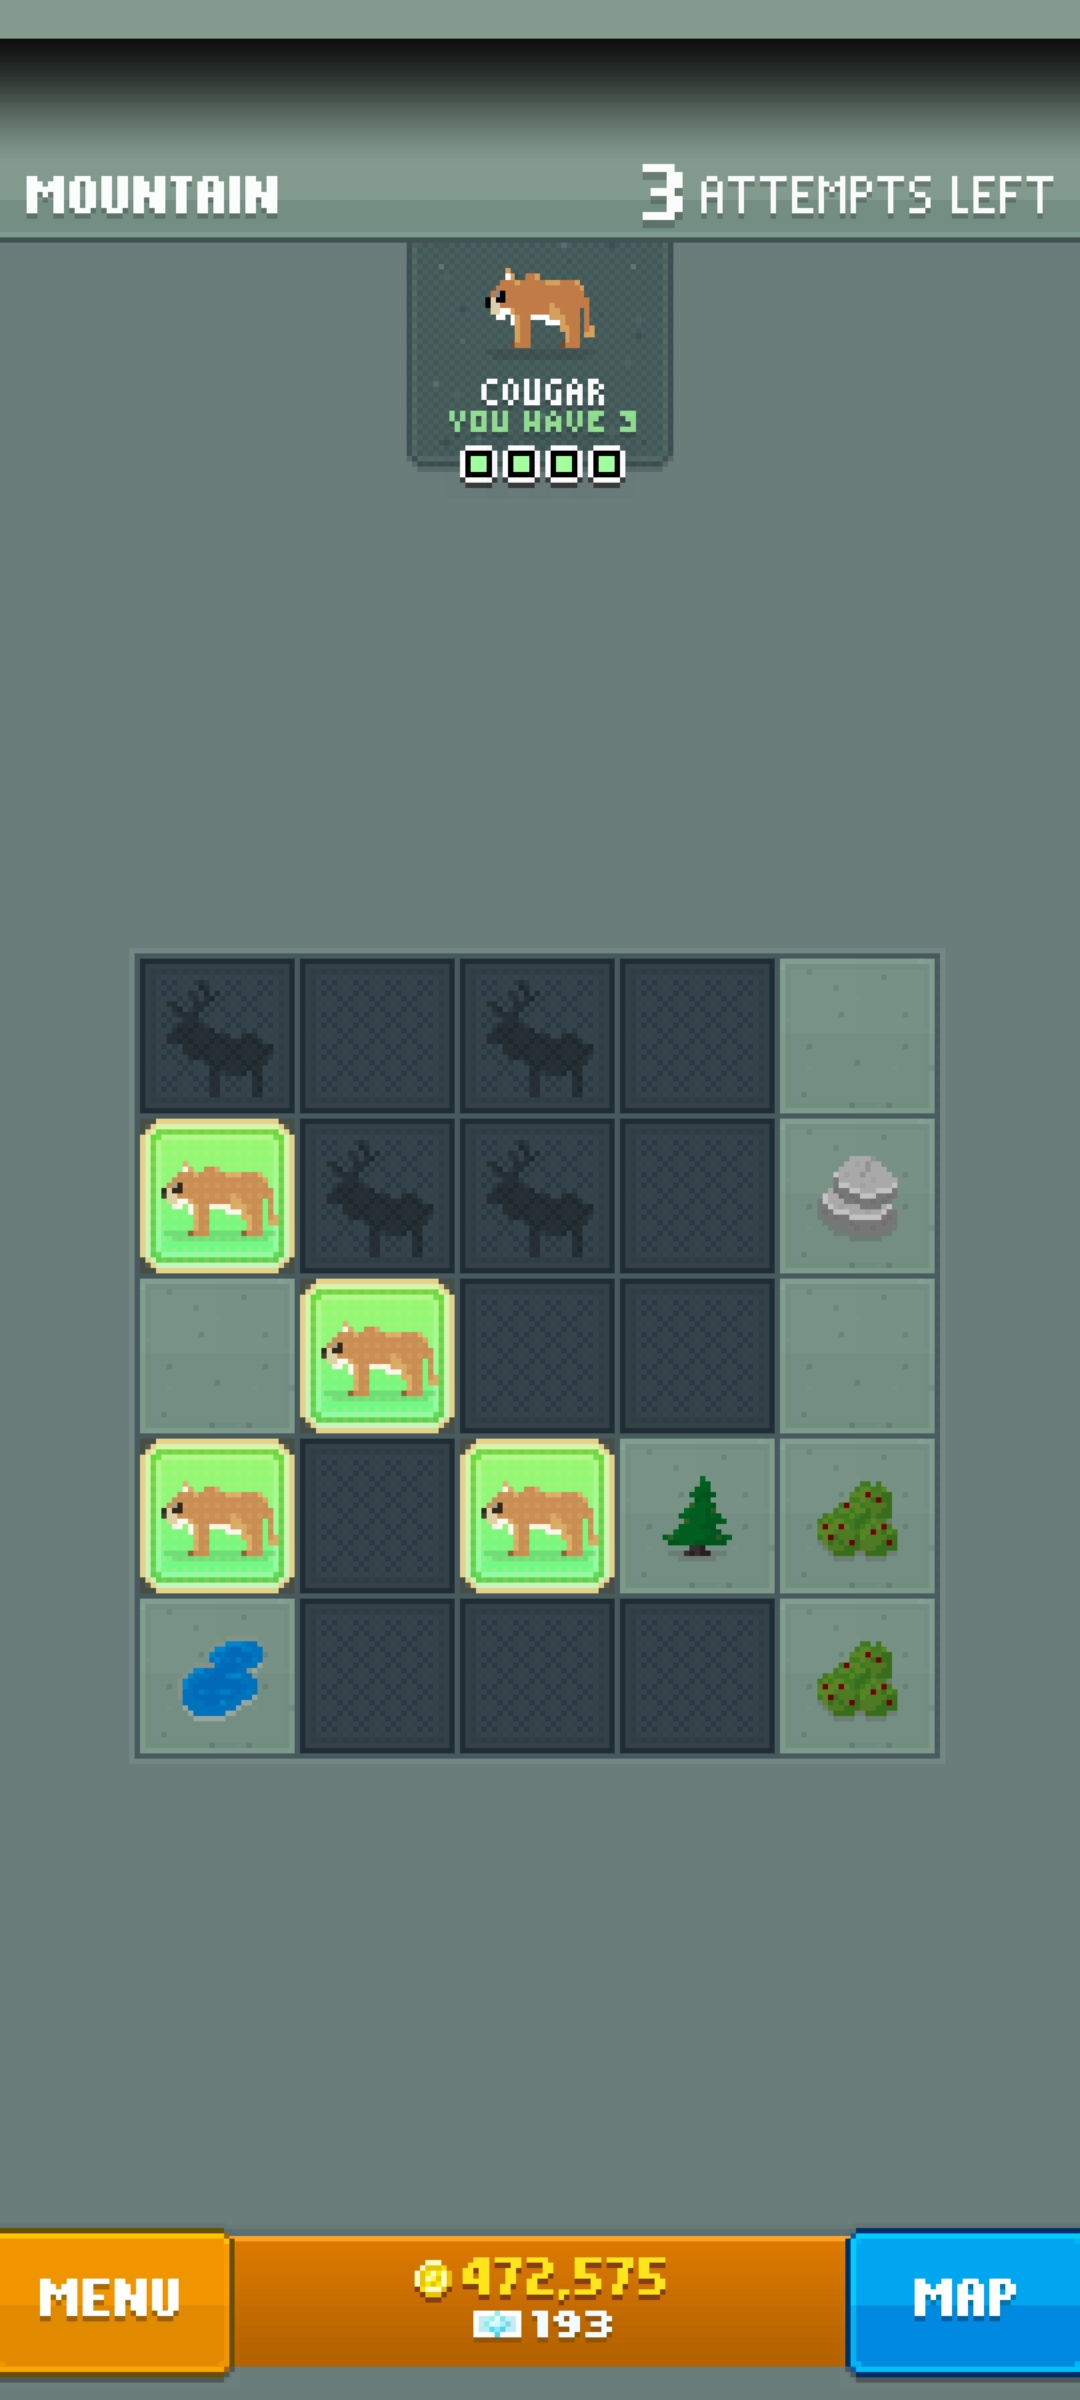 MOUNTAIN
3 ATTEMPTS LEFT
COUGAR
YOU HAVE 3
MENU
472,575
193
MAP